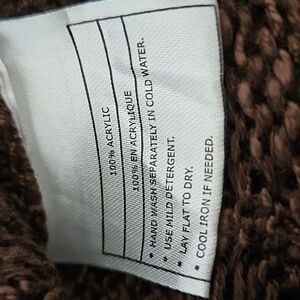 100% ACRYLIC
100% EN ACRYLIQUE
• HAND WASH SEPARATELY IN COLD WATER.
• USE MILD DETERGENT.
• LAY FLAT TO DRY.
• COOL IRON IF NEEDED.